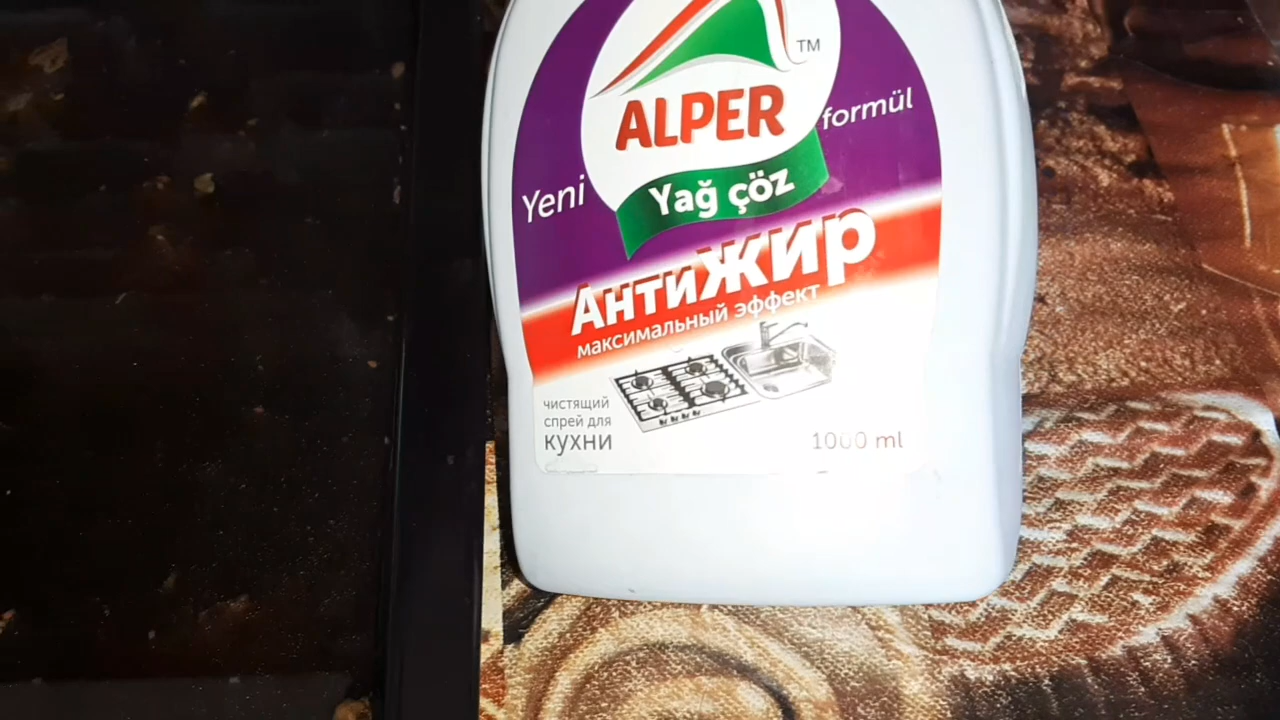 TM
ALPER
Yeni
formül
Yağ çöz
АнтиЖИР
максимальный эффект
чистящий
спрей для
кухни
1000 ml